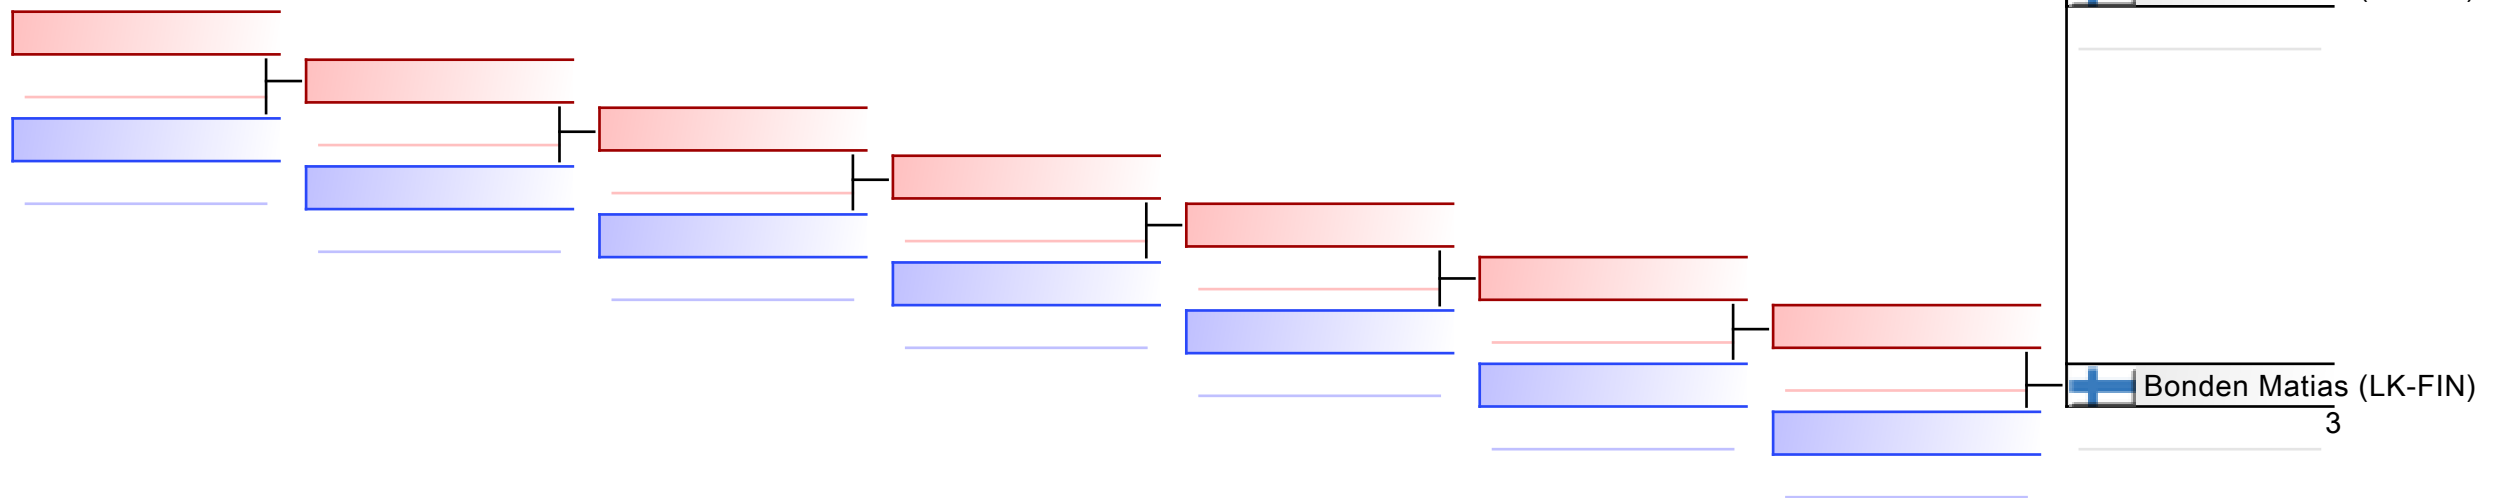 Bonden Matias (LK-FIN)
3